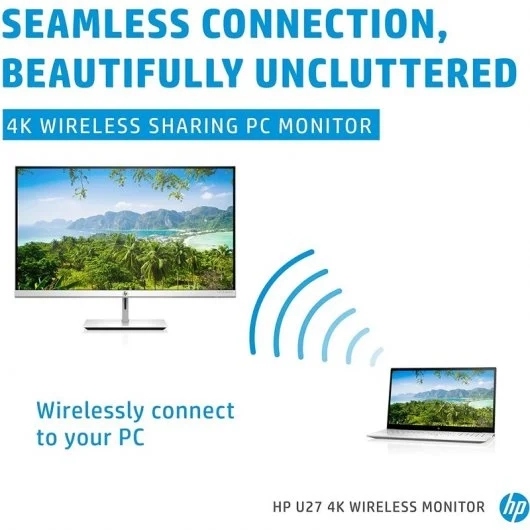 SEAMLESS CONNECTION,
BEAUTIFULLY UNCLUTTERED
4K WIRELESS SHARING PC MONITOR
Wirelessly connect
to your PC
HP U27 4K WIRELESS MONITOR
hp